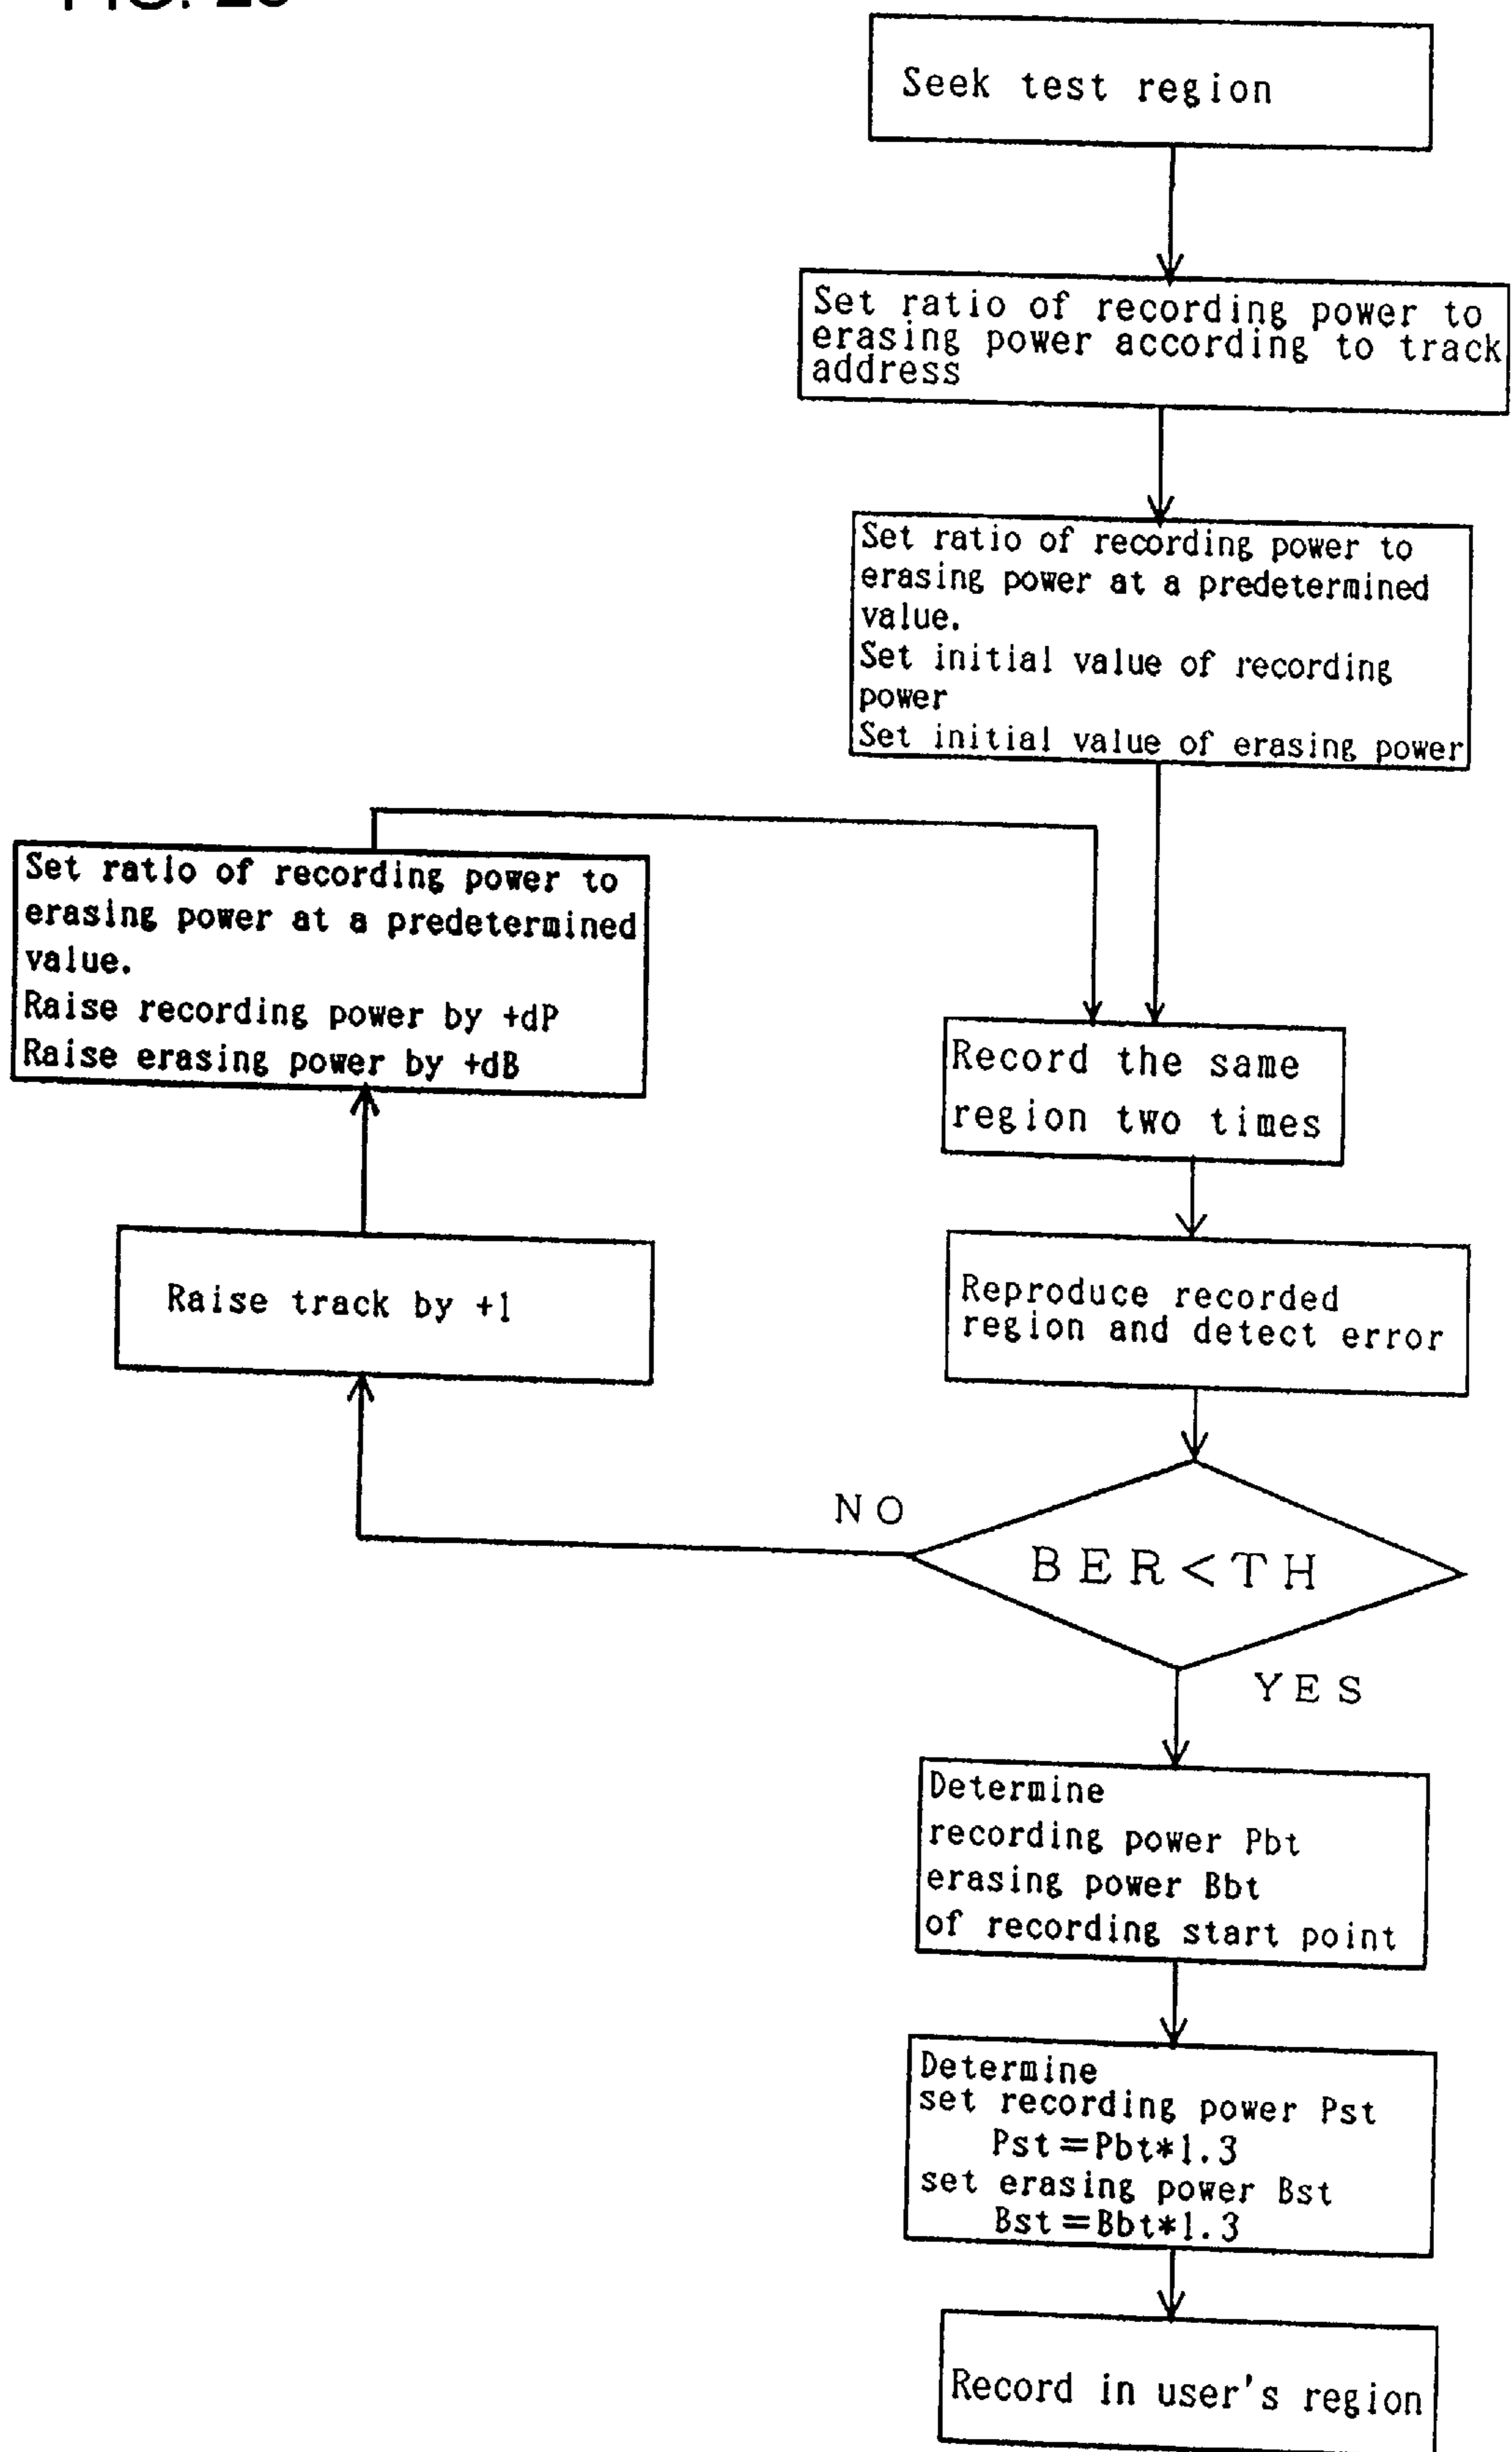 Seek test region
Set ratio of recording power to
erasing power according to track
address
Set ratio of recording power to
erasing power at a predetermined
value.
Set initial value of recording
power
Set initial value of erasing power
Set ratio of recording power to
erasing power at a predetermined
value.
Raise recording power by +dP
Raise erasing power by +dB
Record the same
region two times
Raise track by +1
Reproduce recorded
region and detect error
NO
BER<TH
YES
Determine
recording power Pbt
erasing power Bbt
of recording start point
Determine
set recording power Pst
Pst=Pbt*1.3
set erasing power Bst
Bst=Bbt*1.3
Record in user's region